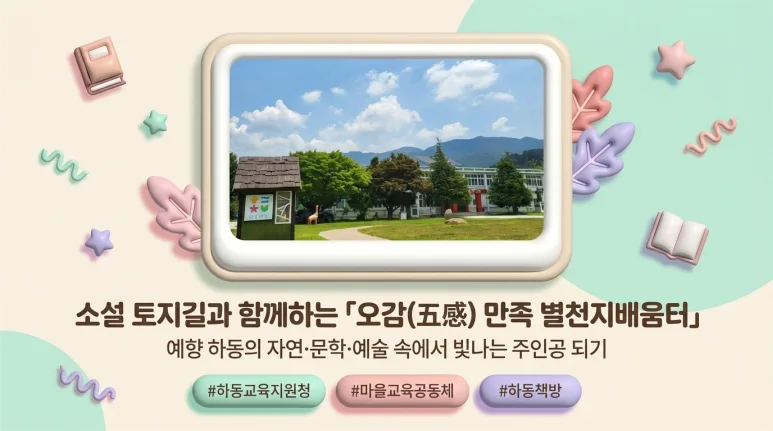 소설 토지길과 함께하는 「오감(五感) 만족 별천지배움터」
예향 하동의 자연·문학·예술 속에서 빛나는 주인공 되기
#하동교육지원청 #마을교육공동체 #하동책방